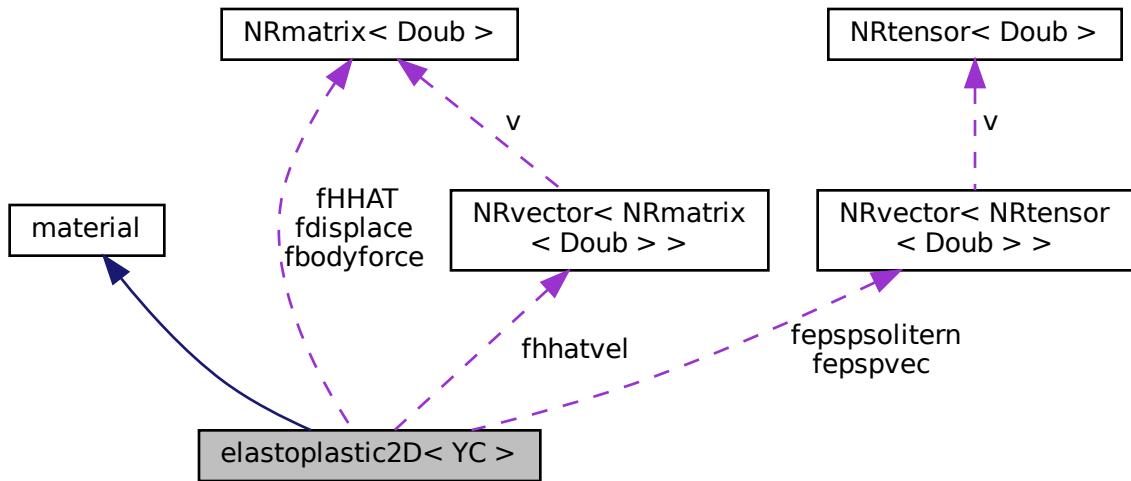 NRmatrix< Doub >
NRtensor< Doub >
v
v
fHHAT
fdisplace
fbodyforce
material
NRvector< NRmatrix
< Doub > >
NRvector< NRtensor
< Doub > >
fhhatvel
fepspsolitern
fepspvec
elastoplastic2D< YC >